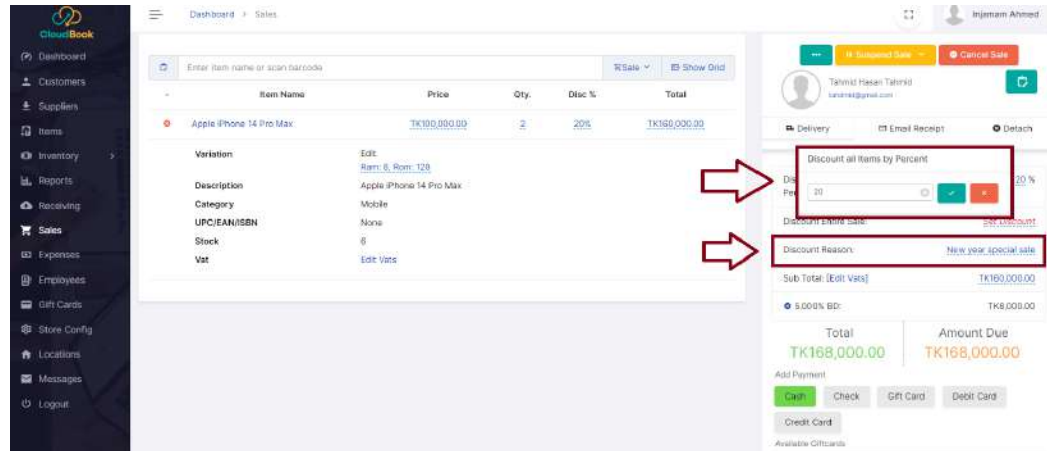 CloudBook
Dashboard > Sales
Injamam Ahmed
Dashboard
Customers
Suppliers
Items
Inventory >
Reports
Receiving
Sales
Expenses
Employees
Gift Cards
Store Config
Locations
Messages
Logout
Enter item name or scan barcode
Sale
Show Grid
- Item Name Price Qty. Disc % Total
Apple iPhone 14 Pro Max TK100,000.00 2 20% TK160,000.00
Variation Edit
Ram: 8, Rom: 128
Description Apple iPhone 14 Pro Max
Category Mobile
UPC/EAN/ISBN None
Stock 6
Vat Edit Vats
••• Suspend Sale Cancel Sale
Tahmid Hasan Tahmid
Delivery Email Receipt Detach
Discount all Items by Percent
20
20 %
Discount Entire Sale: Set Discount
Discount Reason: New year special sale
Sub Total: [Edit Vats] TK160,000.00
5.000% BD: TK8,000.00
Total Amount Due
TK168,000.00 TK168,000.00
Add Payment
Cash Check Gift Card Debit Card
Credit Card
Available Giftcards